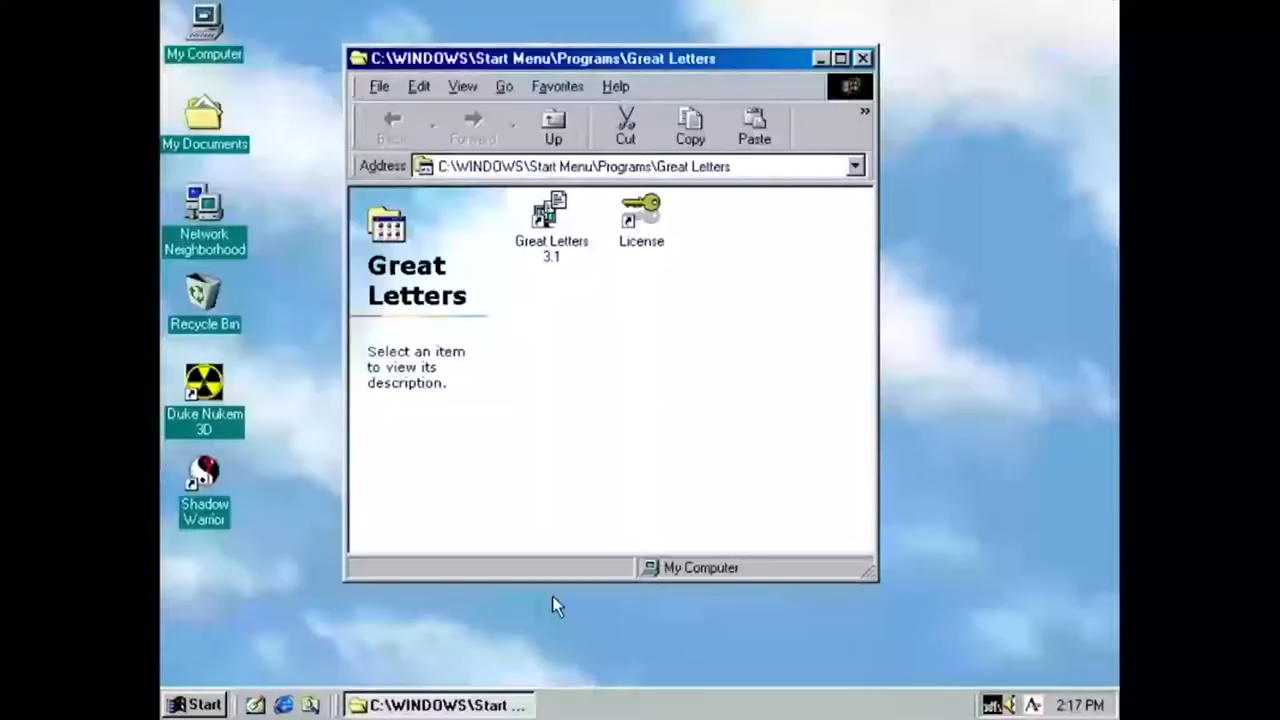 My Computer
My Documents
Network
Neighborhood
Recycle Bin
Duke Nukem
3D
Shadow
Warrior
C:\WINDOWS\Start Menu\Programs\Great Letters
File Edit View Go Favorites Help
Back Forward Up Cut Copy Paste »
Address C:\WINDOWS\Start Menu\Programs\Great Letters
Great
Letters
Select an item
to view its
description.
Great Letters
3.1
License
My Computer
Start C:\WINDOWS\Start ... 2:17 PM